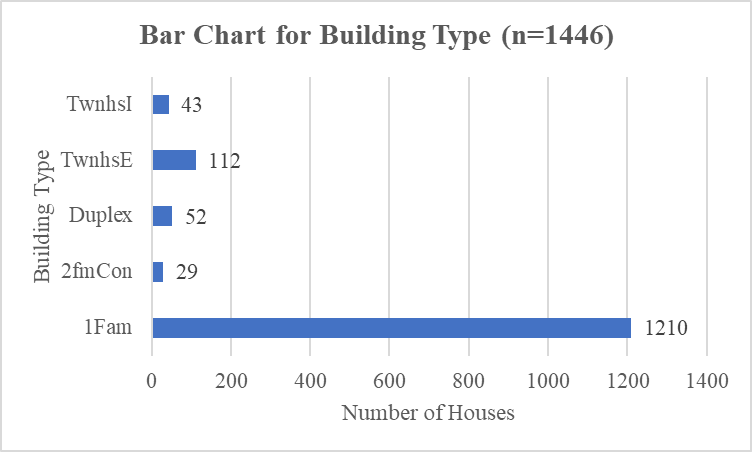 Bar Chart for Building Type (n=1446)
Building Type
TwnhsI 43
TwnhsE 112
Duplex 52
2fmCon 29
1Fam 1210
0 200 400 600 800 1000 1200 1400
Number of Houses